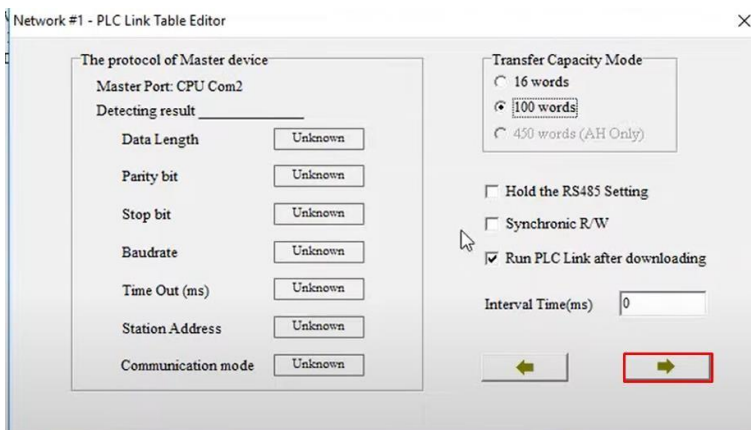 Network #1 - PLC Link Table Editor
The protocol of Master device
Master Port: CPU Com2
Detecting result
Data Length Unknown
Parity bit Unknown
Stop bit Unknown
Baudrate Unknown
Time Out (ms) Unknown
Station Address Unknown
Communication mode Unknown
Transfer Capacity Mode
16 words
100 words
450 words (AH Only)
Hold the RS485 Setting
Synchronic R/W
Run PLC Link after downloading
Interval Time(ms) 0